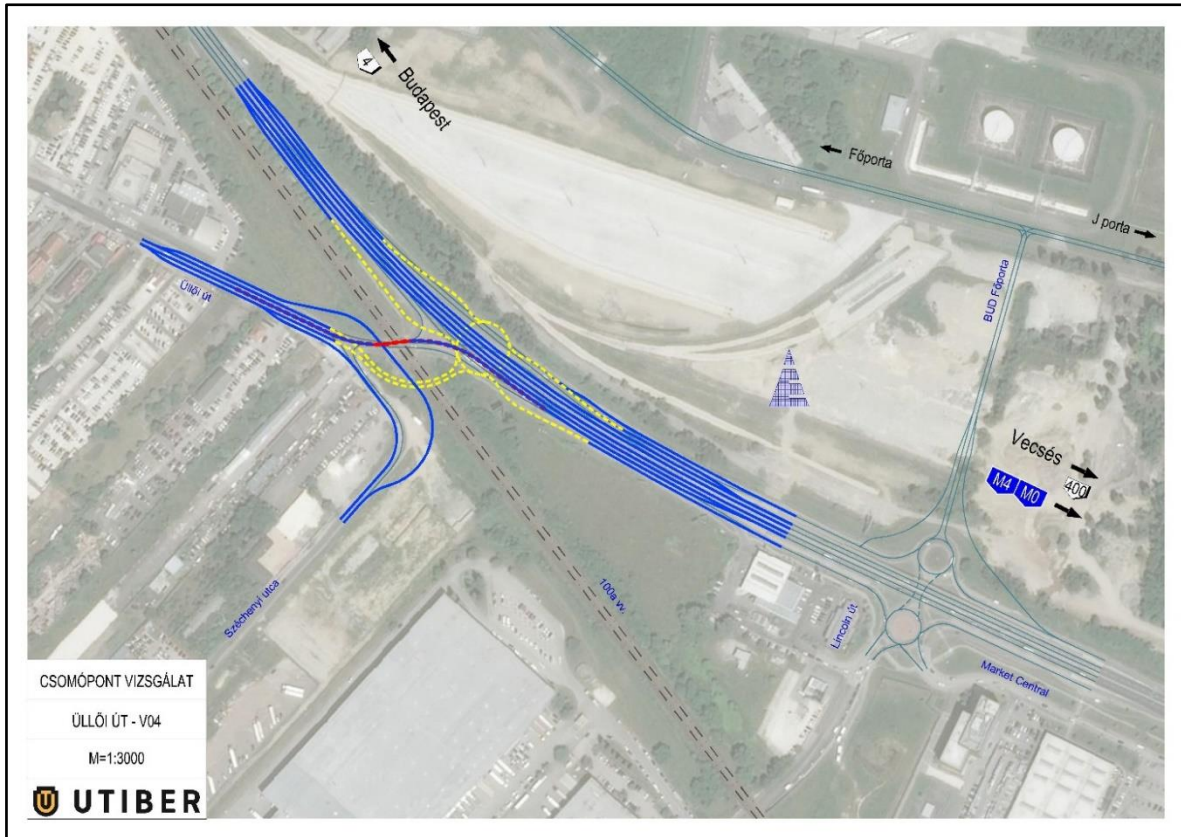 4
Budapest
Főporta
J porta
BUD Főporta
Üllői út
Vecsés
M4
M0
400
Széchenyi utca
100a vv.
Lincoln út
Market Central
CSOMÓPONT VIZSGÁLAT
ÜLLŐI ÚT - V04
M=1:3000
UTIBER